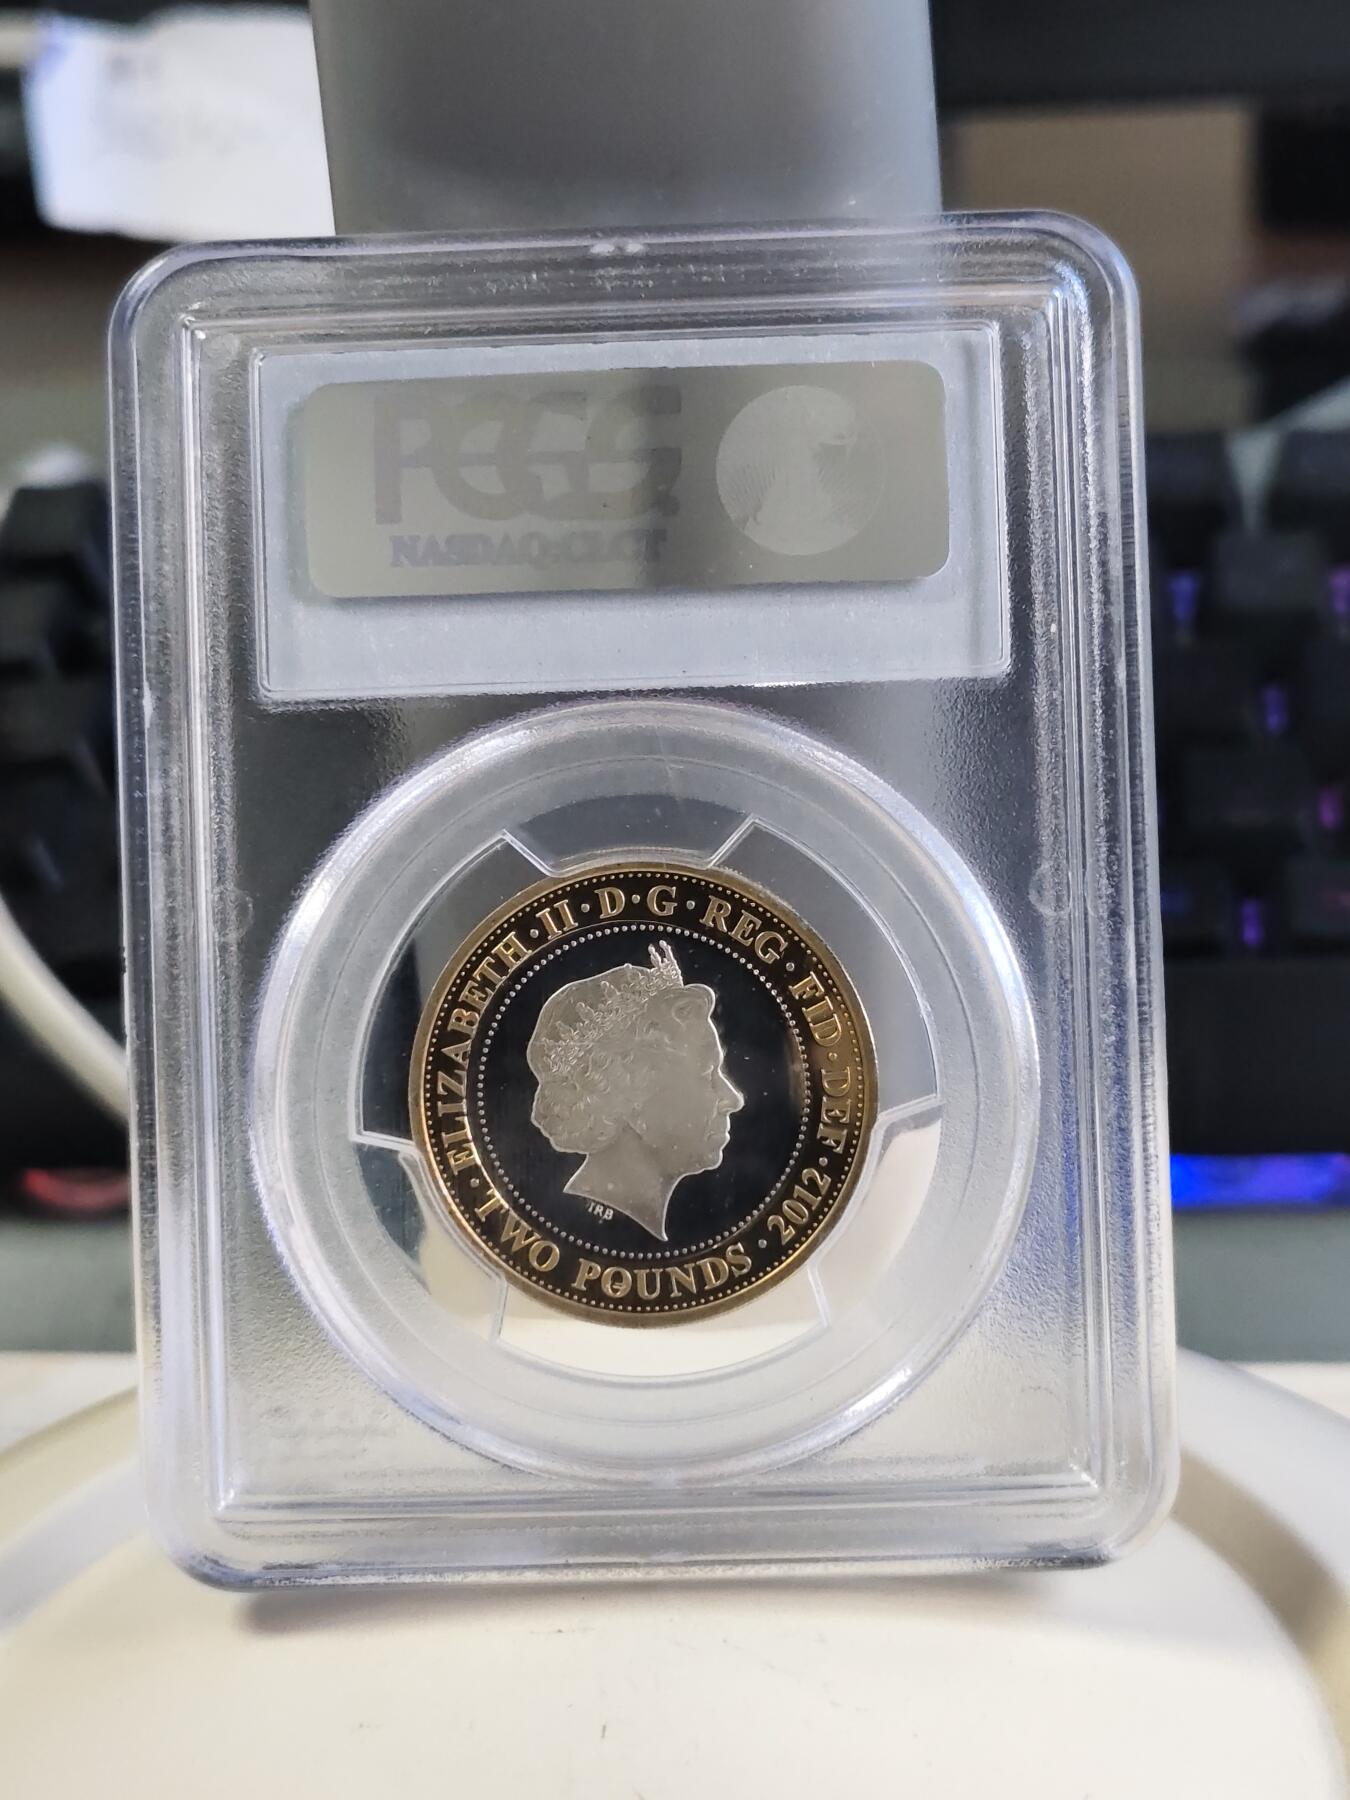 PCGS
NASDAQ:CLCT
ELIZABETH·II·D·G·REG·FID·DEF·2012·
TWO POUNDS·
IRB